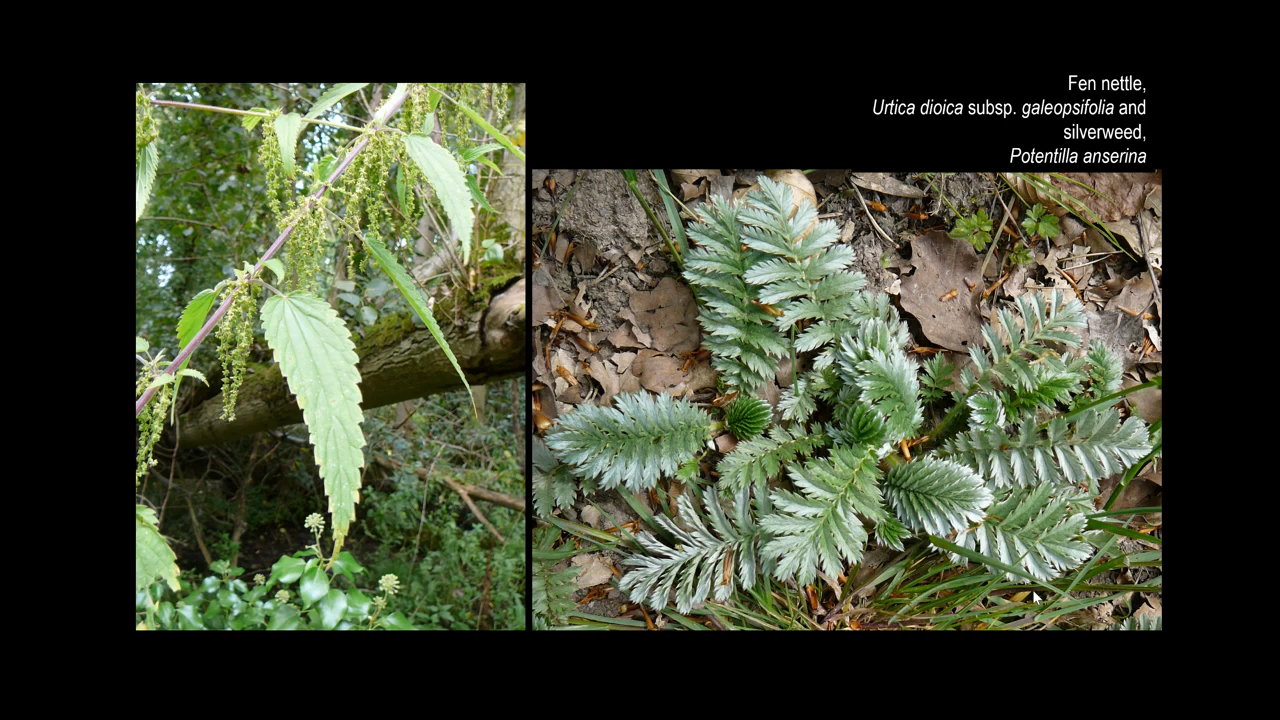 Fen nettle,
Urtica dioica subsp. galeopsifolia and
silverweed,
Potentilla anserina